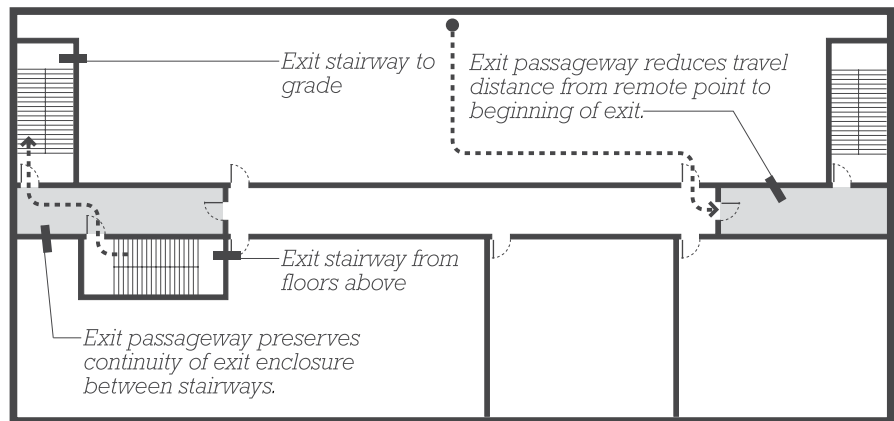 Exit stairway to
grade
Exit passageway reduces travel
distance from remote point to
beginning of exit.
Exit stairway from
floors above
Exit passageway preserves
continuity of exit enclosure
between stairways.